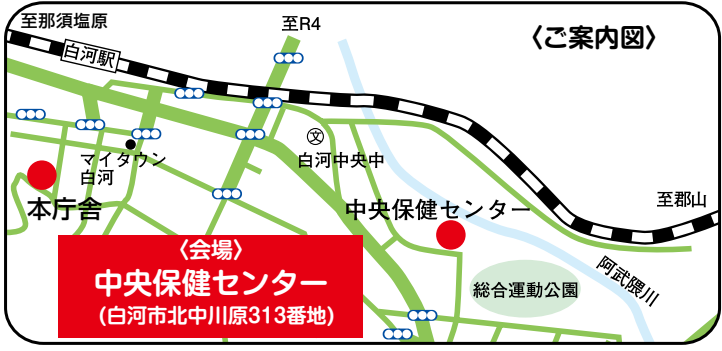 至那須塩原
至R4
〈ご案内図〉
白河駅
文
マイタウン
白河
白河中央中
本庁舎
中央保健センター
至郡山
〈会場〉
中央保健センター
(白河市北中川原313番地)
総合運動公園
阿武隈川